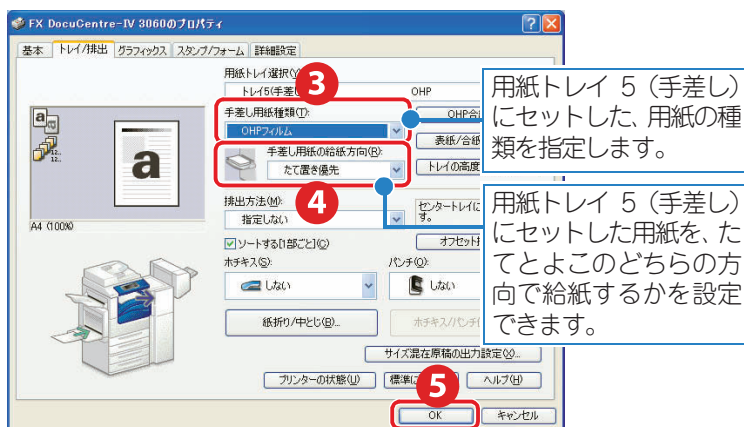 FX DocuCentre-IV 3060のプロパティ
基本 トレイ/排出 グラフィックス スタンプ/フォーム 詳細設定
用紙トレイ選択
3
トレイ5(手差 OHP
手差し用紙種類(T):
OHPフィルム
手差し用紙の給紙方向(R):
たて置き優先
表紙/合紙
トレイの高度
4
排出方法(M):
指定しない
センタートレイに
す。
a
12..
12..
a
A4 (100%)
ソートする[1部ごと](Q)
オフセット
ホチキス(S): パンチ(O):
しない しない
紙折り/中とじ(B)... ホチキス/パンチ
サイズ混在原稿の出力設定(X)...
プリンターの状態(U) 標準に ヘルプ(H)
5
OK キャンセル
用紙トレイ 5（手差し）
にセットした、用紙の種
類を指定します。
用紙トレイ 5（手差し）
にセットした用紙を、た
てとよこのどちらの方
向で給紙するかを設定
できます。